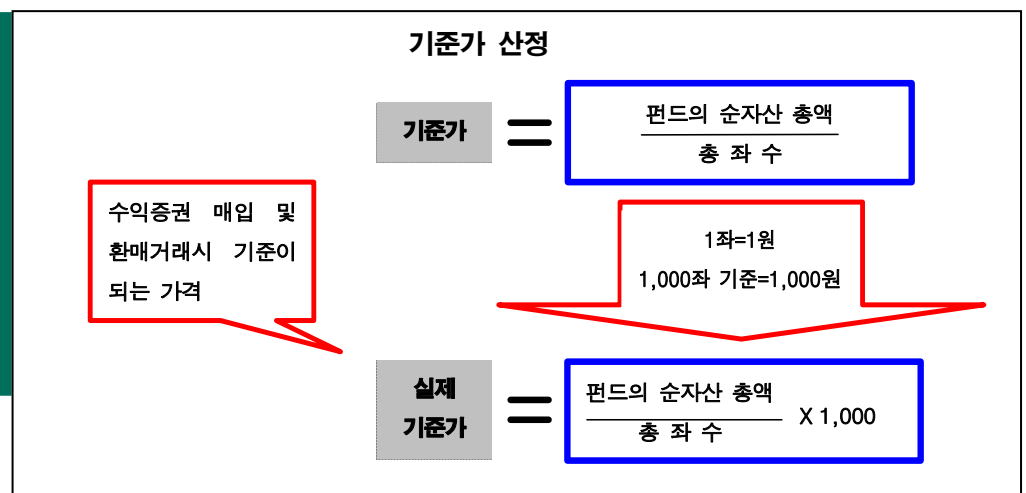 기준가 산정
기준가 = 펀드의 순자산 총액
총 좌 수
수익증권 매입 및
환매거래시 기준이
되는 가격
1좌=1원
1,000좌 기준=1,000원
실제
기준가 = 펀드의 순자산 총액
총 좌 수 X 1,000